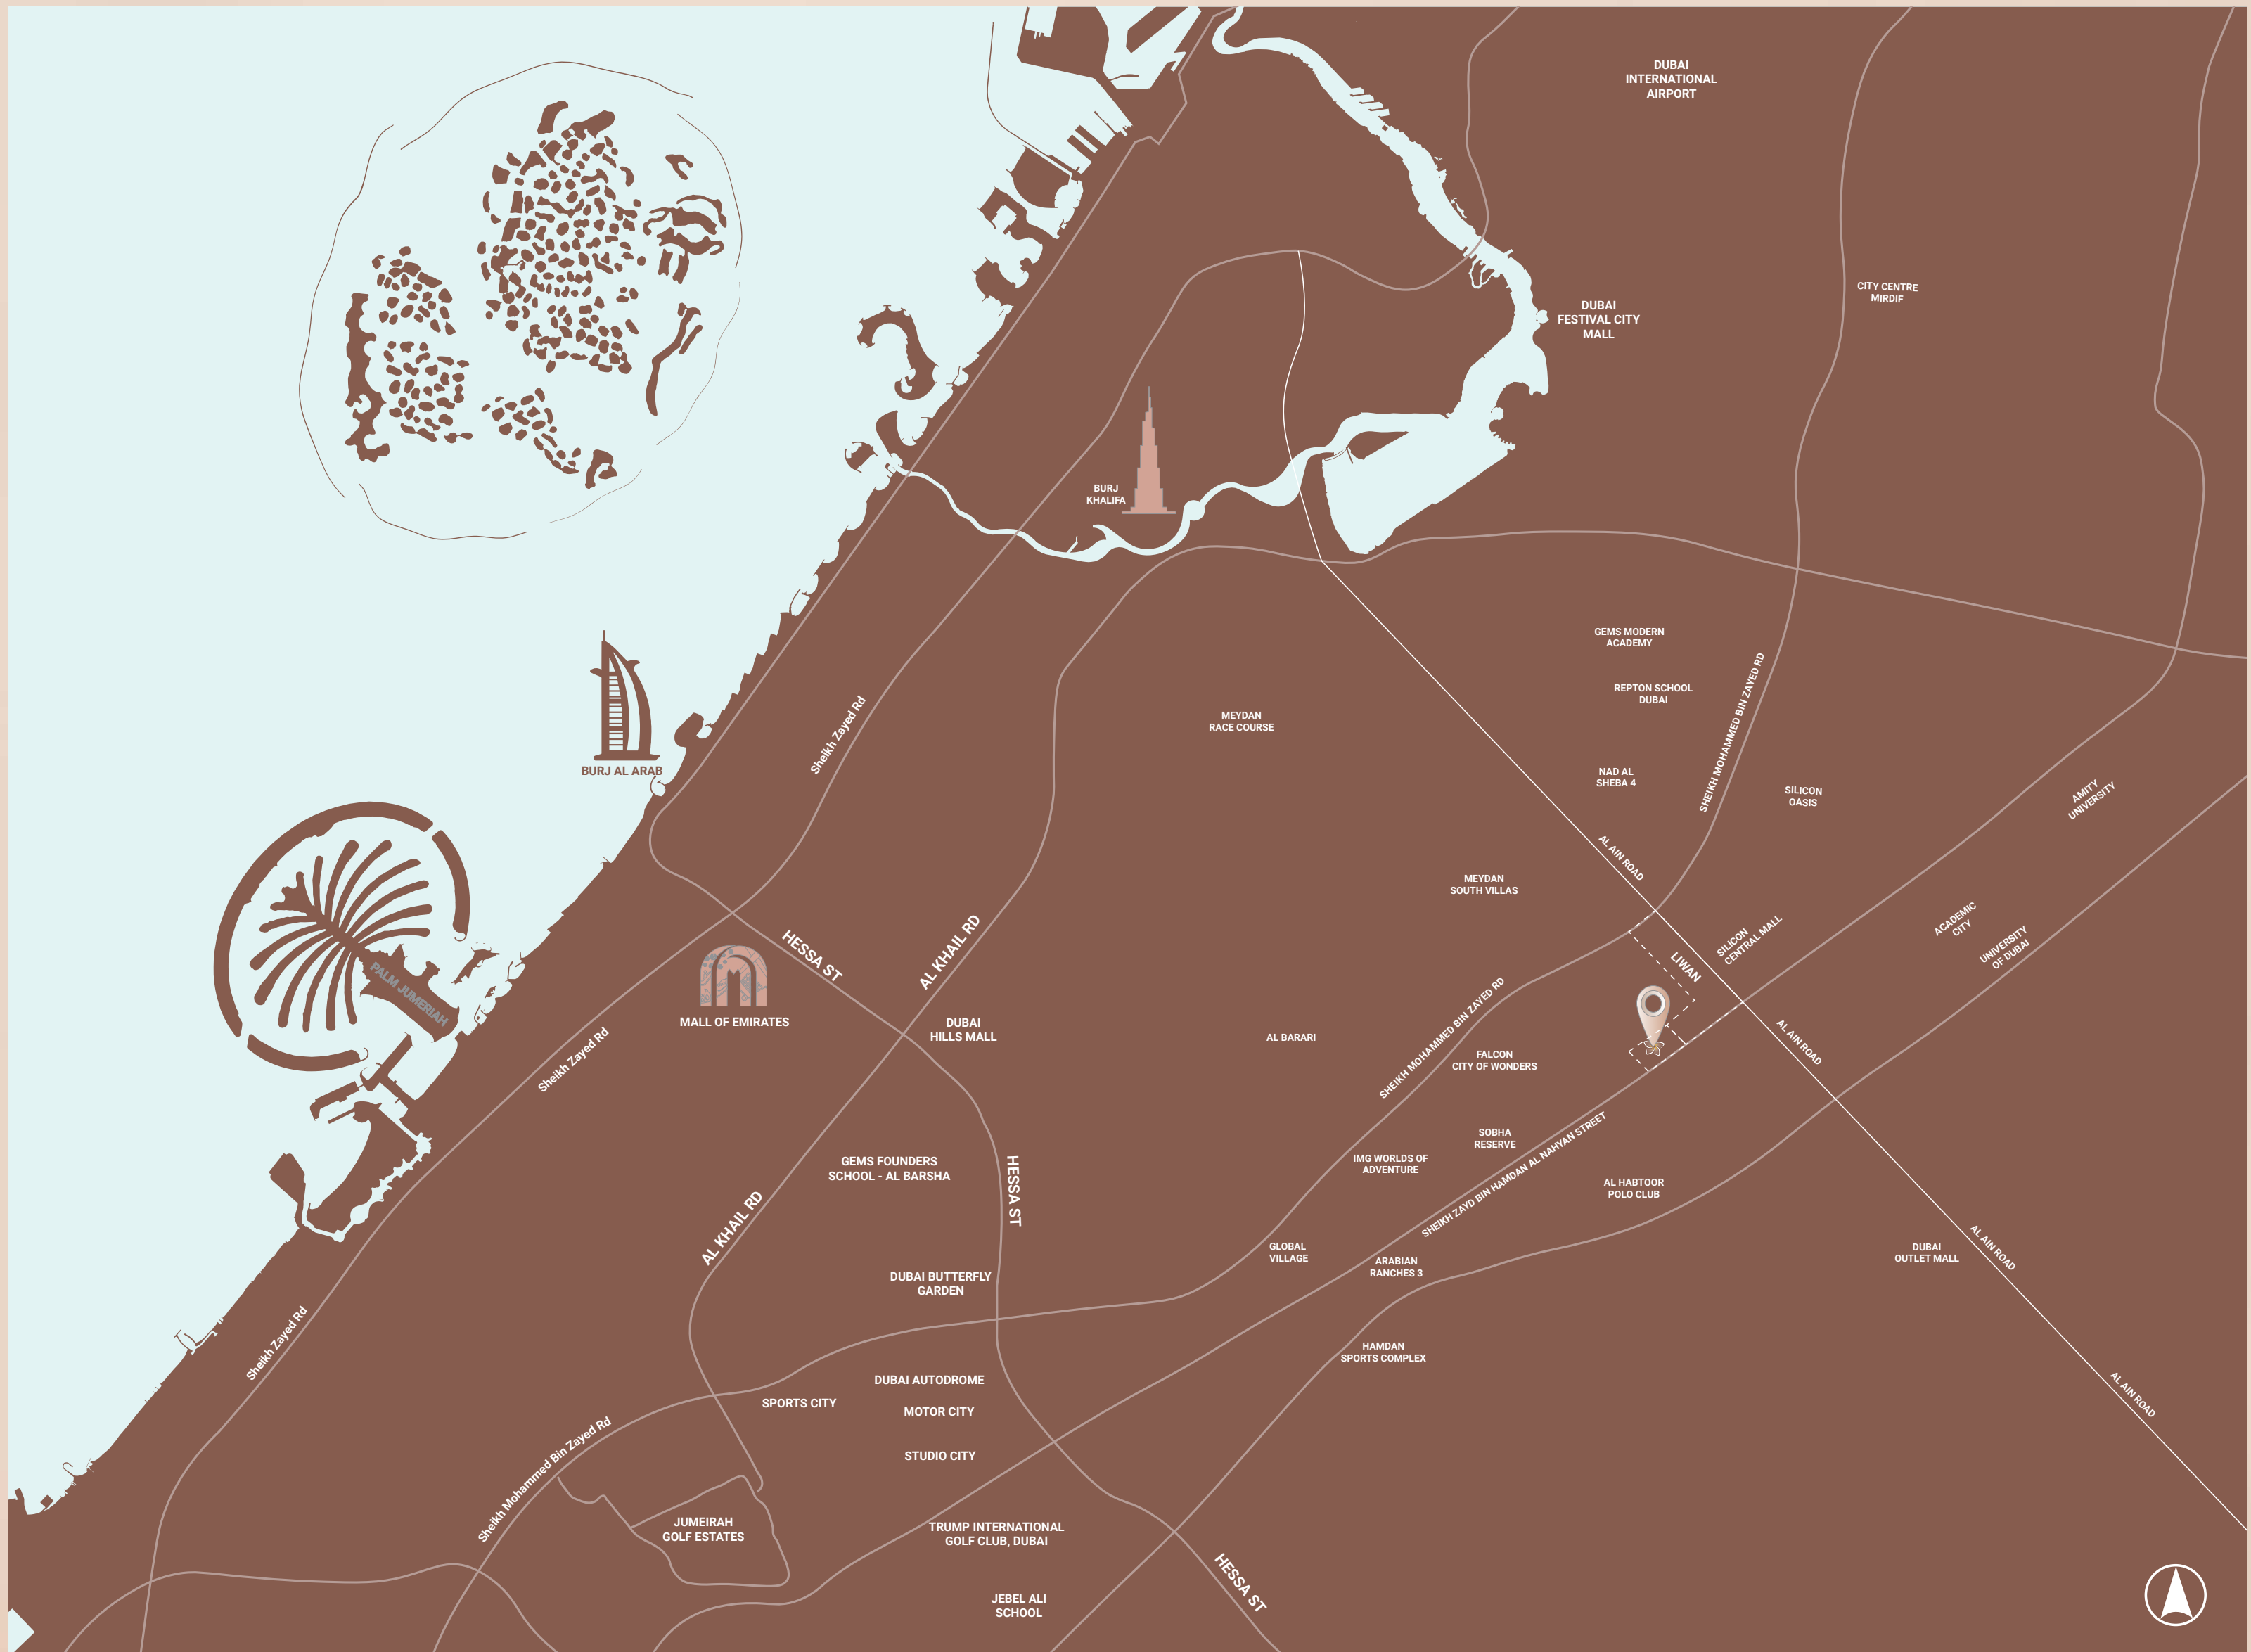 DUBAI
INTERNATIONAL
AIRPORT
CITY CENTRE
MIRDIF
DUBAI
FESTIVAL CITY
MALL
BURJ
KHALIFA
GEMS MODERN
ACADEMY
REPTON SCHOOL
DUBAI
SHEIKH MOHAMMED BIN ZAYED RD
MEYDAN
RACE COURSE
Sheikh Zayed Rd
BURJ AL ARAB
NAD AL
SHEBA 4
SILICON
OASIS
AMITY
UNIVERSITY
AL AIN ROAD
MEYDAN
SOUTH VILLAS
ACADEMIC
CITY
SILICON
CENTRAL MALL
UNIVERSITY
OF DUBAI
LIWAN
HESSA ST
AL KHAIL RD
PALM JUMERIAH
MALL OF EMIRATES
DUBAI
HILLS MALL
AL BARARI
SHEIKH MOHAMMED BIN ZAYED RD
FALCON
CITY OF WONDERS
AL AIN ROAD
Sheikh Zayed Rd
SOBHA
RESERVE
IMG WORLDS OF
ADVENTURE
SHEIKH ZAYD BIN HAMDAN AL NAHYAN STREET
GEMS FOUNDERS
SCHOOL - AL BARSHA
HESSA ST
AL HABTOOR
POLO CLUB
AL KHAIL RD
GLOBAL
VILLAGE
ARABIAN
RANCHES 3
DUBAI
OUTLET MALL
AL AIN ROAD
DUBAI BUTTERFLY
GARDEN
Sheikh Zayed Rd
HAMDAN
SPORTS COMPLEX
DUBAI AUTODROME
SPORTS CITY
MOTOR CITY
AL AIN ROAD
STUDIO CITY
Sheikh Mohammed Bin Zayed Rd
JUMEIRAH
GOLF ESTATES
TRUMP INTERNATIONAL
GOLF CLUB, DUBAI
HESSA ST
JEBEL ALI
SCHOOL